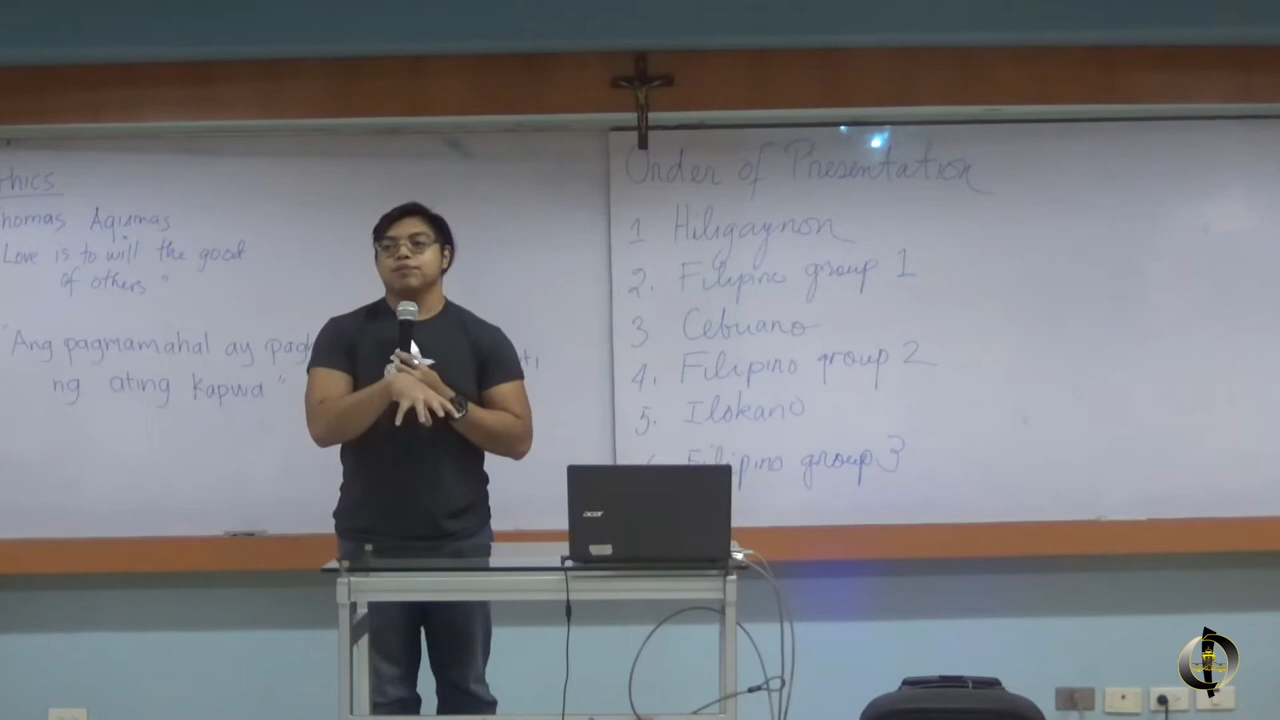 thics
homas Aquinas
Love is to will the good
of others"
"Ang pagmamahal ay pag
ng ating kapwa"
Order of Presentation
1 Hiligaynon
2. Filipino group 1
3 Cebuano
4. Filipino group 2
5. Ilokano
Filipino group 3
acer